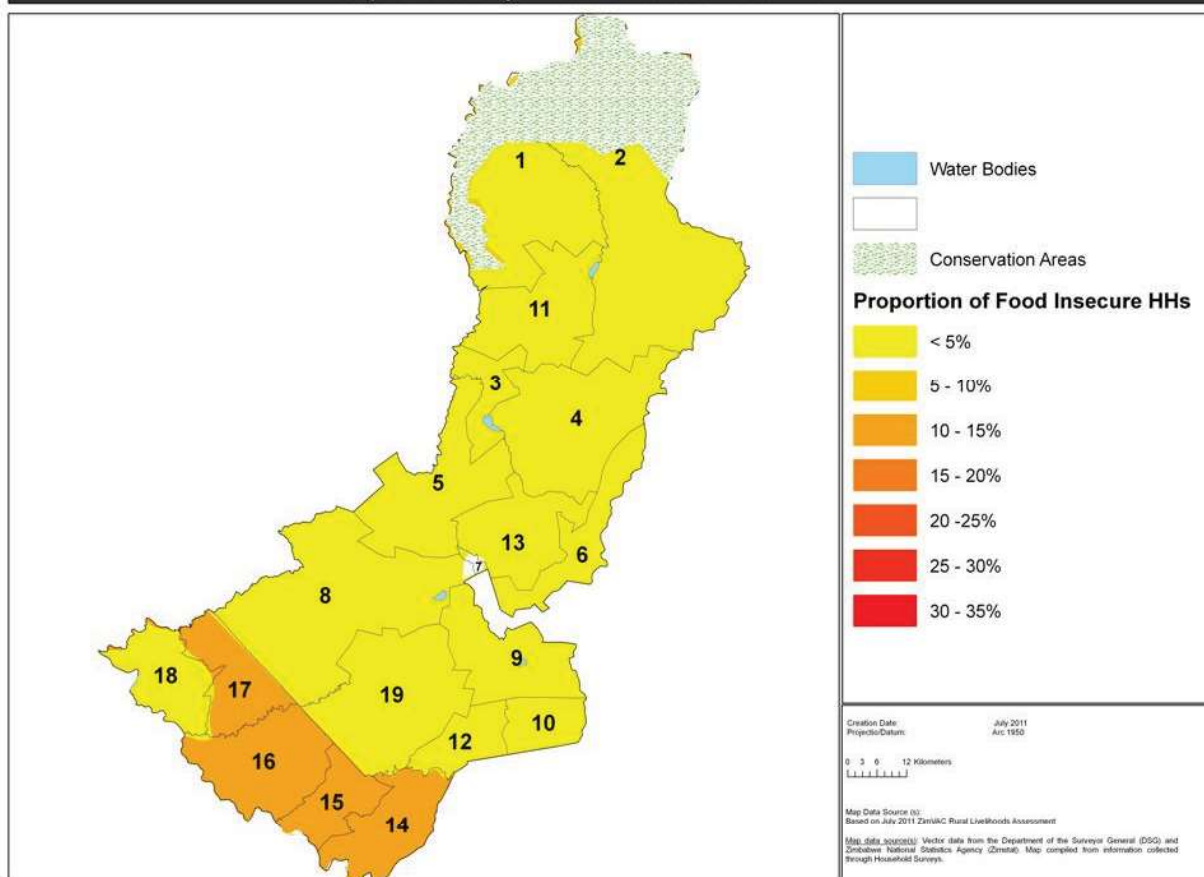 1
2
11
3
4
5
13
6
7
8
9
18
17
19
10
12
16
15
14
Water Bodies
Conservation Areas
Proportion of Food Insecure HHs
< 5%
5 - 10%
10 - 15%
15 - 20%
20 -25%
25 - 30%
30 - 35%
Creation Date: July 2011
Projectio/Datum: Arc 1950
0 3 6 12 Kilometers
Map Data Source (s):
Based on July 2011 ZimVAC Rural Livelihoods Assessment
Map data source(s): Vector data from the Department of the Surveyor General (DSG) and
Zimbabwe National Statistics Agency (Zimstat). Map compiled from information collected
through Household Surveys.